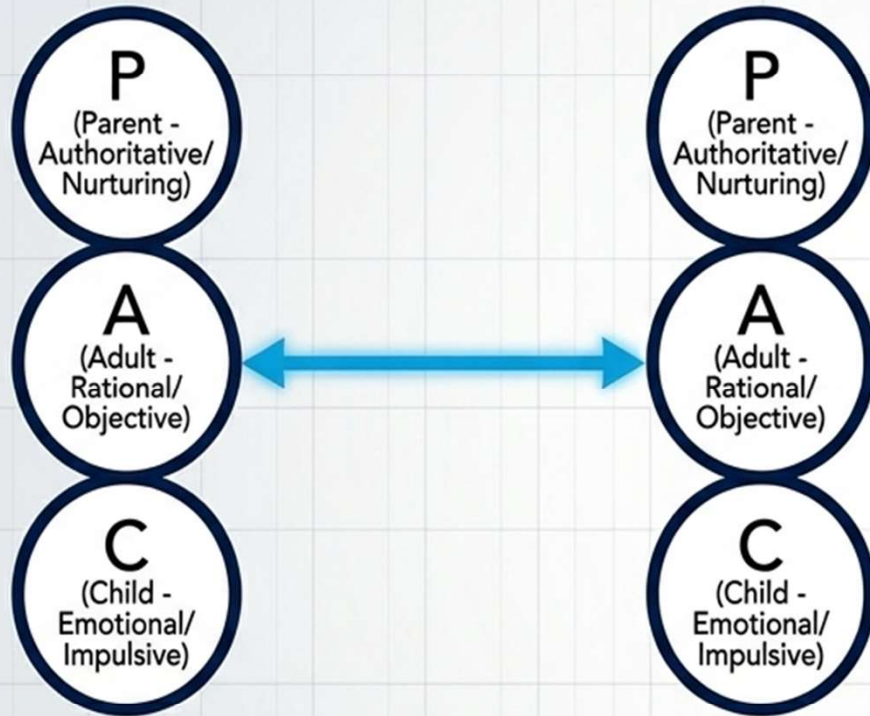 P
(Parent -
Authoritative/
Nurturing)
A
(Adult -
Rational/
Objective)
C
(Child -
Emotional/
Impulsive)
P
(Parent -
Authoritative/
Nurturing)
A
(Adult -
Rational/
Objective)
C
(Child -
Emotional/
Impulsive)